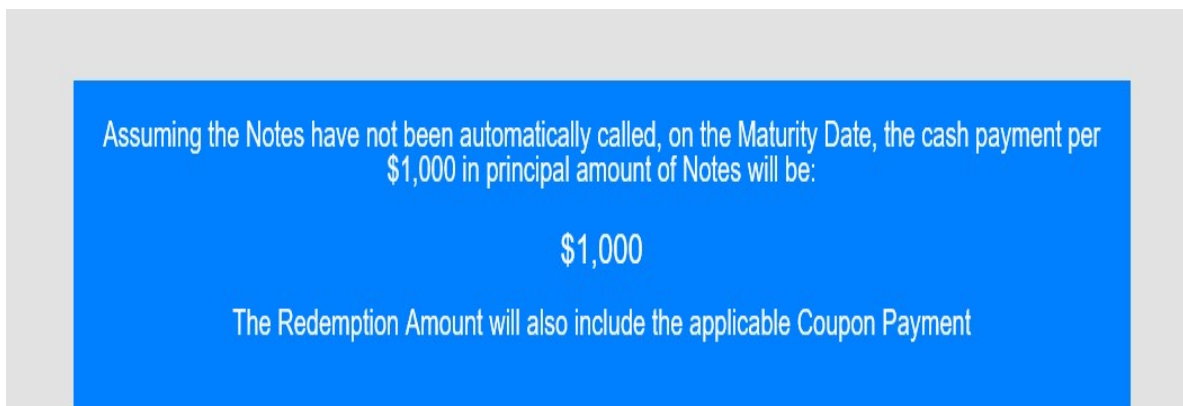 Assuming the Notes have not been automatically called, on the Maturity Date, the cash payment per
$1,000 in principal amount of Notes will be:
$1,000
The Redemption Amount will also include the applicable Coupon Payment